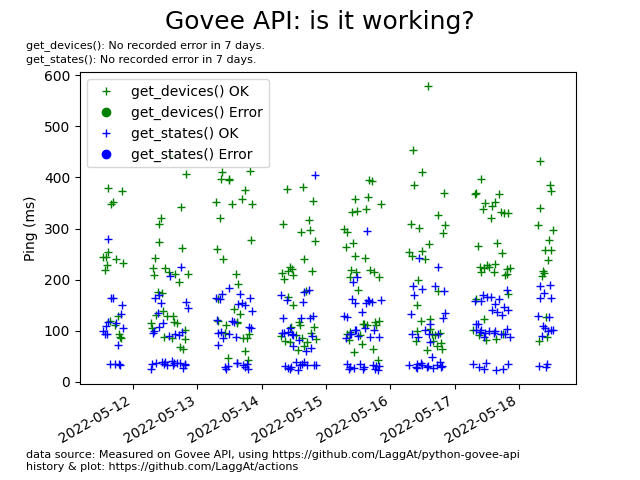 Govee API: is it working?
get_devices(): No recorded error in 7 days.
get_states(): No recorded error in 7 days.
600
500
400
300
200
100
0
Ping (ms)
get_devices() OK
get_devices() Error
get_states() OK
get_states() Error
2022-05-12
2022-05-13
2022-05-14
2022-05-15
2022-05-16
2022-05-17
2022-05-18
data source: Measured on Govee API, using https://github.com/LaggAt/python-govee-api
history & plot: https://github.com/LaggAt/actions